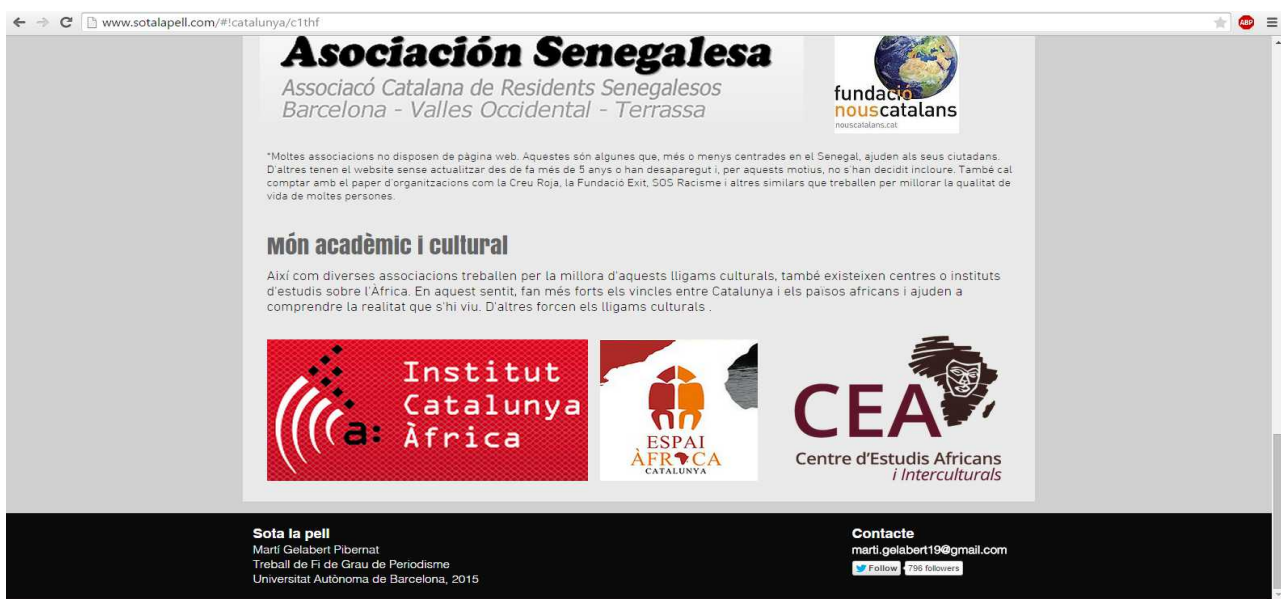 www.sotalapell.com/#!catalunya/c1thf
ABP
Asociación Senegalesa
Associacó Catalana de Residents Senegalesos
Barcelona - Valles Occidental - Terrassa
fundació
nouscatalans
nouscatalans.cat
*Moltes associacions no disposen de pàgina web. Aquestes són algunes que, més o menys centrades en el Senegal, ajuden als seus ciutadans.
D'altres tenen el website sense actualitzar des de fa més de 5 anys o han desaparegut i, per aquests motius, no s'han decidit incloure. També cal
comptar amb el paper d'organitzacions com la Creu Roja, la Fundació Exit, SOS Racisme i altres similars que treballen per millorar la qualitat de
vida de moltes persones.
Món acadèmic i cultural
Així com diverses associacions treballen per la millora d'aquests lligams culturals, també existeixen centres o instituts
d'estudis sobre l'Àfrica. En aquest sentit, fan més forts els vincles entre Catalunya i els països africans i ajuden a
comprendre la realitat que s'hi viu. D'altres forcen els lligams culturals .
a:
Institut
Catalunya
Àfrica
ESPAI
ÀFRICA
CATALUNYA
CEA
Centre d'Estudis Africans
i Interculturals
Sota la pell
Martí Gelabert Pibernat
Treball de Fi de Grau de Periodisme
Universitat Autònoma de Barcelona, 2015
Contacte
marti.gelabert19@gmail.com
Follow
796 followers